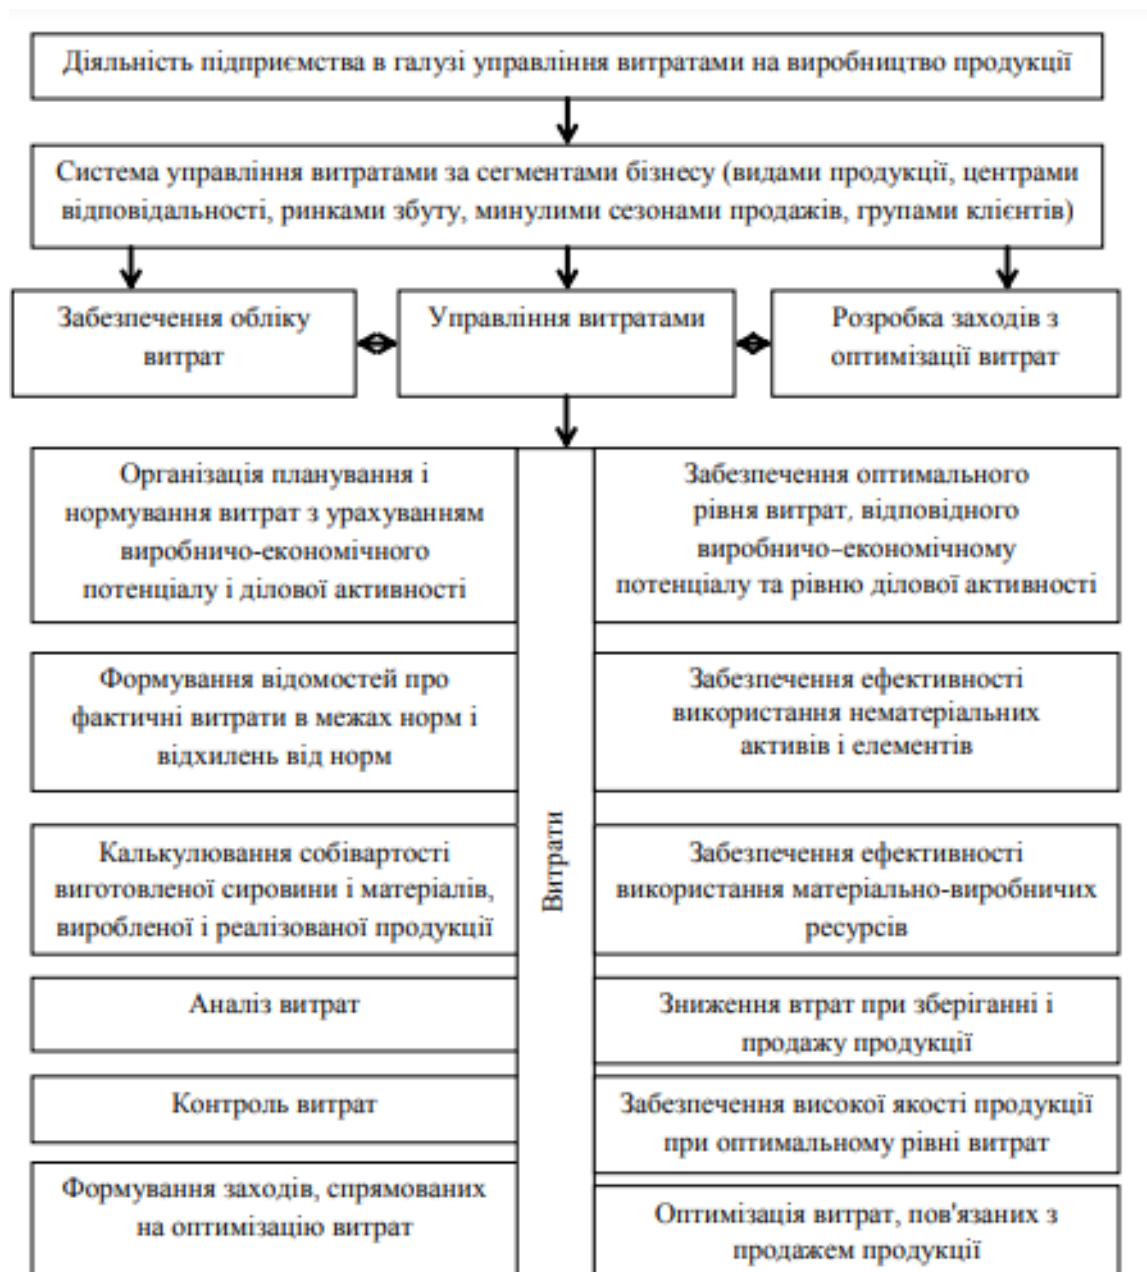 Діяльність підприємства в галузі управління витратами на виробництво продукції
Система управління витратами за сегментами бізнесу (видами продукції, центрами
відповідальності, ринками збуту, минулими сезонами продажів, групами клієнтів)
Забезпечення обліку
витрат
Управління витратами
Розробка заходів з
оптимізації витрат
Організація планування і
нормування витрат з урахуванням
виробничо-економічного
потенціалу і ділової активності
Забезпечення оптимального
рівня витрат, відповідного
виробничо–економічному
потенціалу та рівню ділової активності
Формування відомостей про
фактичні витрати в межах норм і
відхилень від норм
Забезпечення ефективності
використання нематеріальних
активів і елементів
Витрати
Калькулювання собівартості
виготовленої сировини і матеріалів,
виробленої і реалізованої продукції
Забезпечення ефективності
використання матеріально-виробничих
ресурсів
Аналіз витрат
Зниження втрат при зберіганні і
продажу продукції
Контроль витрат
Забезпечення високої якості продукції
при оптимальному рівні витрат
Формування заходів, спрямованих
на оптимізацію витрат
Оптимізація витрат, пов'язаних з
продажем продукції